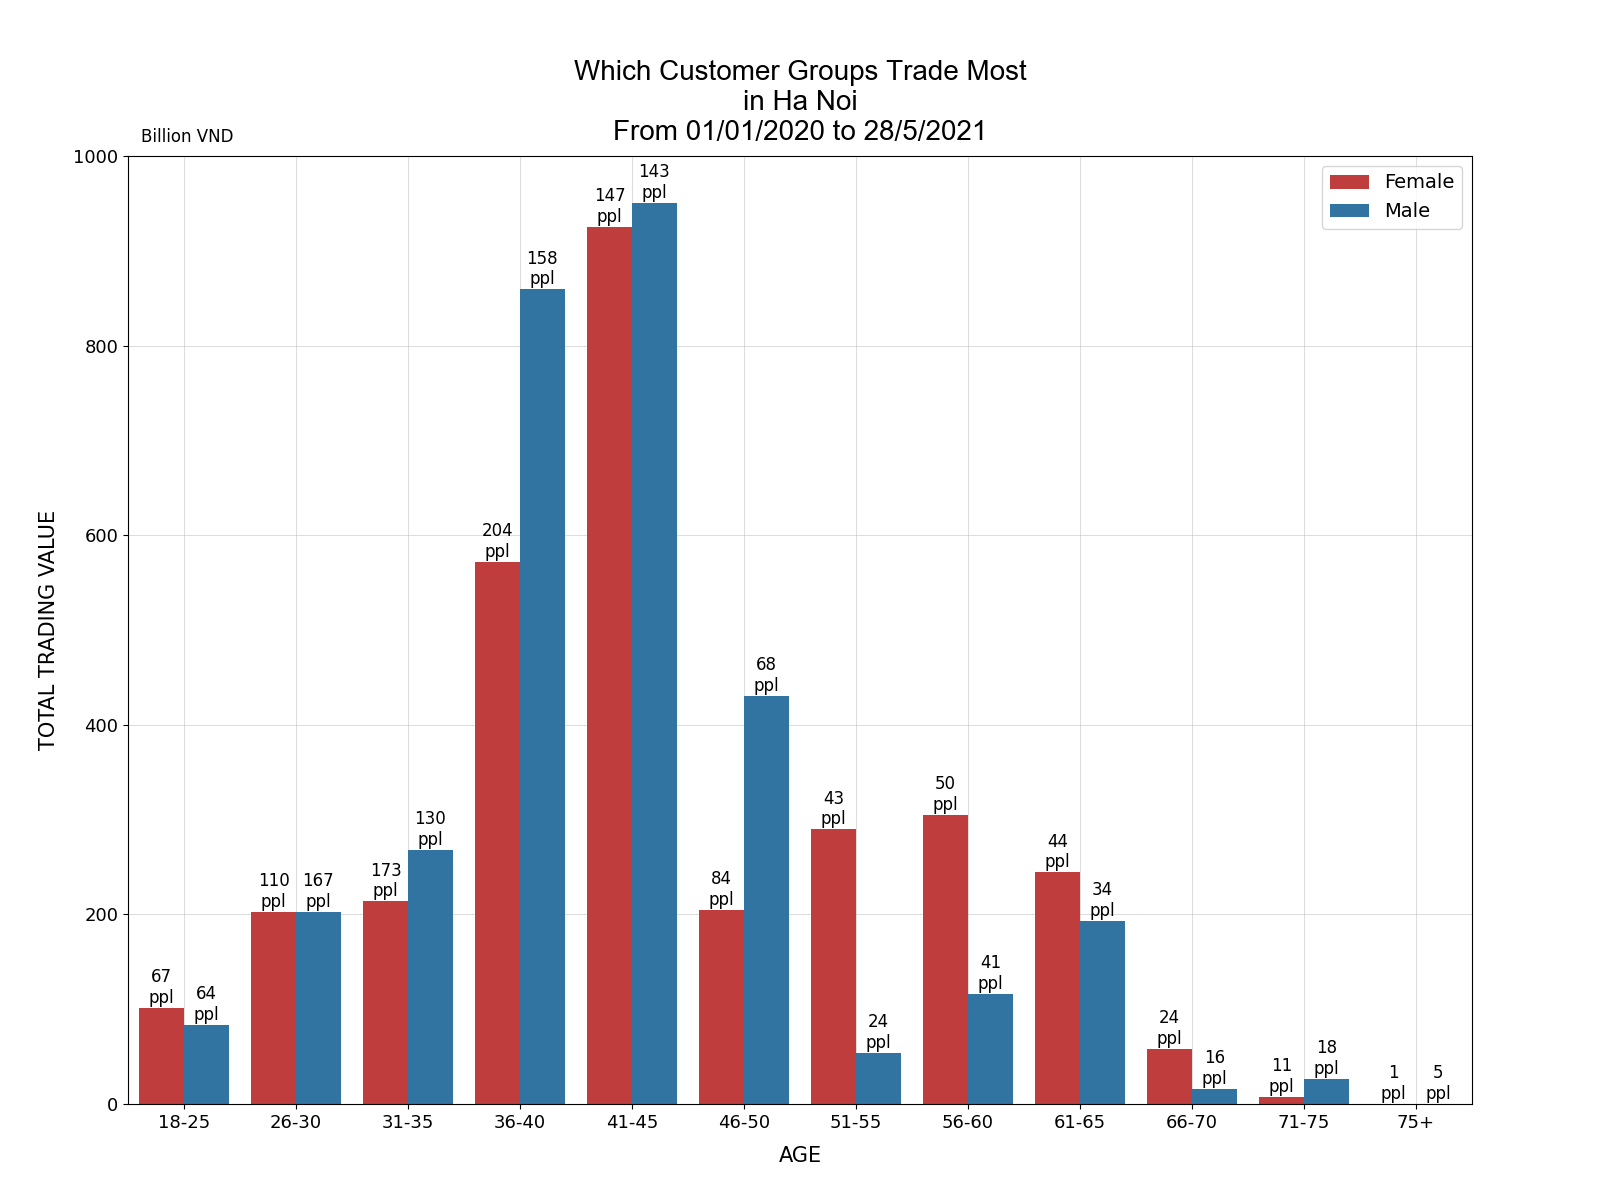 Which Customer Groups Trade Most
in Ha Noi
From 01/01/2020 to 28/5/2021
Billion VND
TOTAL TRADING VALUE
1000
800
600
400
200
0
Female
Male
67
ppl
64
ppl
110
ppl
167
ppl
173
ppl
130
ppl
204
ppl
158
ppl
147
ppl
143
ppl
84
ppl
68
ppl
43
ppl
24
ppl
50
ppl
41
ppl
44
ppl
34
ppl
24
ppl
16
ppl
11
ppl
18
ppl
1
ppl
5
ppl
18-25 26-30 31-35 36-40 41-45 46-50 51-55 56-60 61-65 66-70 71-75 75+
AGE